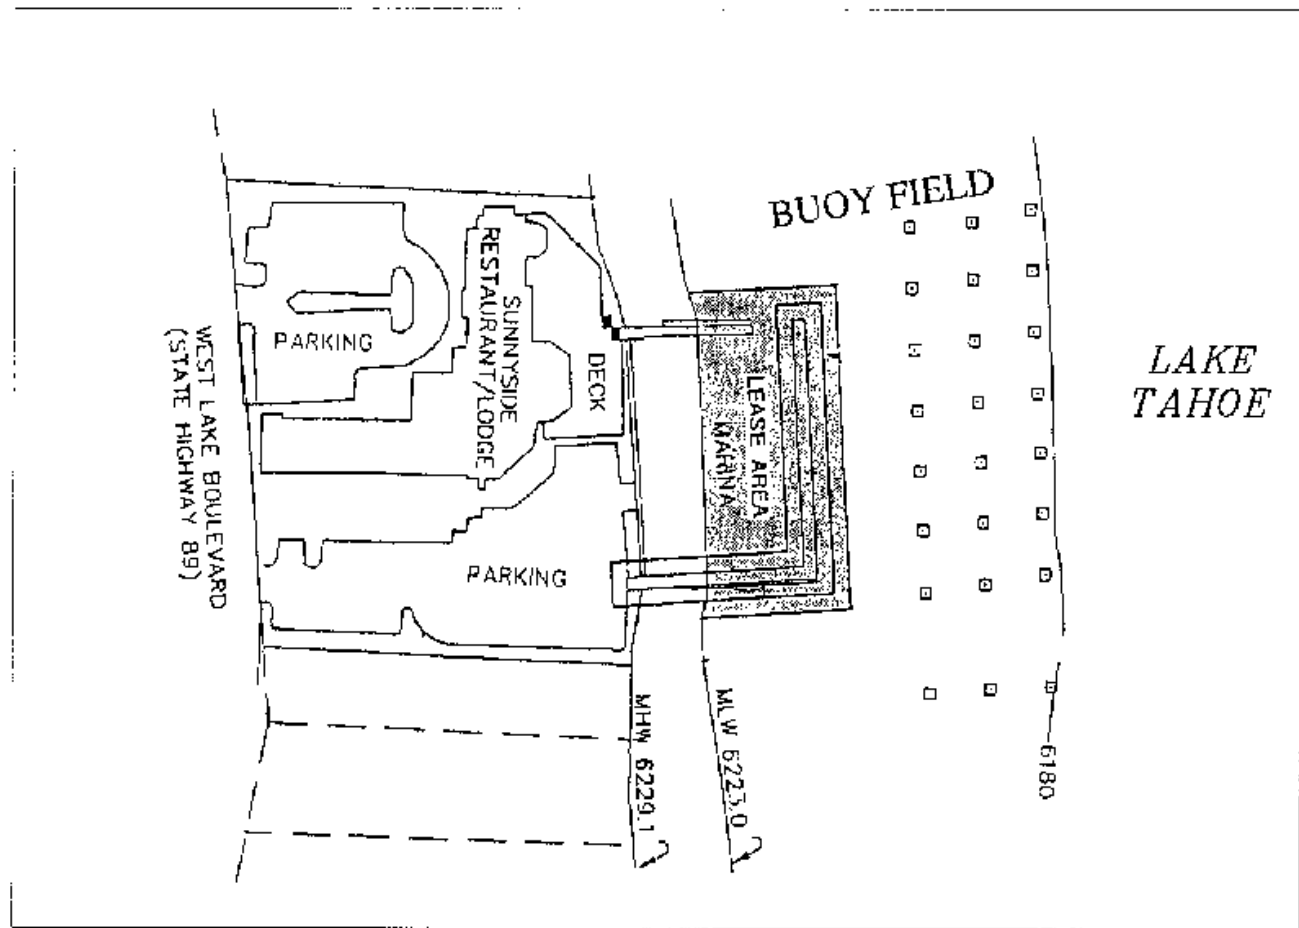 BUOY FIELD
LAKE
TAHOE
SUNNYSIDE
RESTAURANT/LODGE
PARKING
DECK
LEASE AREA
MARINA
WEST LAKE BOULEVARD
(STATE HIGHWAY 89)
PARKING
MHW 6229.1
MLW 6223.0
6180